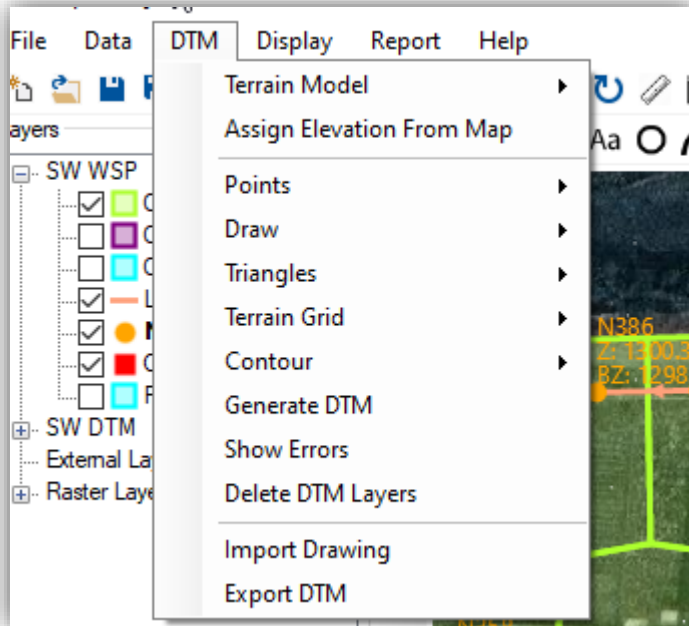 File Data DTM Display Report Help
Terrain Model
Assign Elevation From Map
Aa
SW WSP
Points
Draw
Triangles
Terrain Grid
N386
Z: 1300.3
Contour
BZ: 1298
Generate DTM
SW DTM
Show Errors
External La
Delete DTM Layers
Raster Laye
Import Drawing
Export DTM